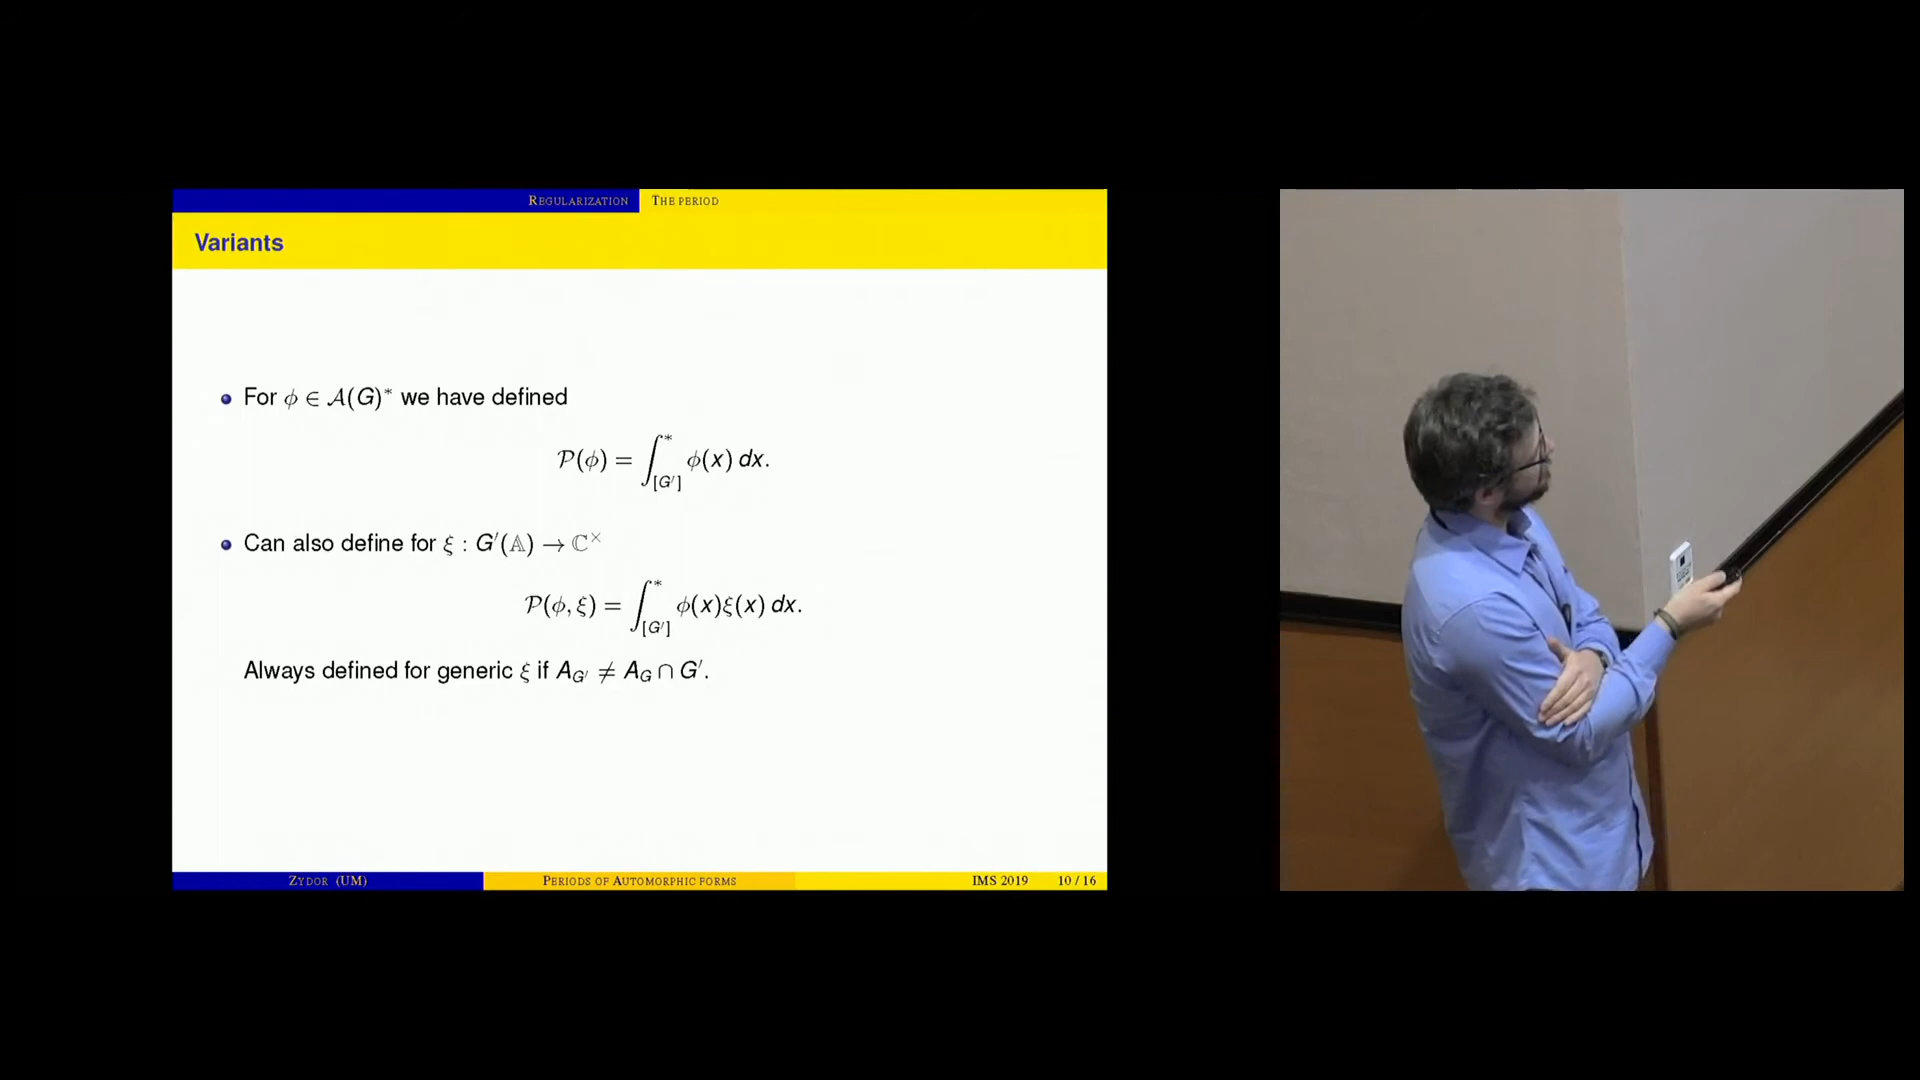 REGULARIZATION THE PERIOD
Variants
For ϕ ∈ 𝒜(G)* we have defined
𝒫(ϕ) = ∫*_[G′] ϕ(x) dx.
Can also define for ξ : G′(𝔸) → ℂ×
𝒫(ϕ, ξ) = ∫*_[G′] ϕ(x)ξ(x) dx.
Always defined for generic ξ if A_G′ ≠ A_G ∩ G′.
ZYDOR (UM) PERIODS OF AUTOMORPHIC FORMS IMS 2019 10 / 16